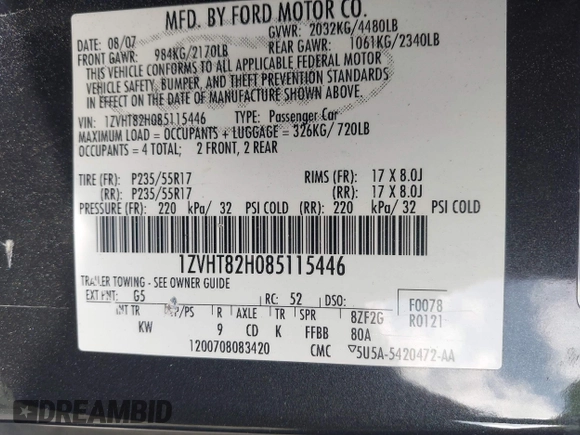 MFD. BY FORD MOTOR CO.
DATE: 08/07 GVWR: 2032KG/4480LB
FRONT GAWR: 984KG/2170LB REAR GAWR: 1061KG/2340LB
THIS VEHICLE CONFORMS TO ALL APPLICABLE FEDERAL MOTOR
VEHICLE SAFETY, BUMPER, AND THEFT PREVENTION STANDARDS
IN EFFECT ON THE DATE OF MANUFACTURE SHOWN ABOVE.
VIN: 1ZVHT82H085115446 TYPE: Passenger Car
MAXIMUM LOAD = OCCUPANTS + LUGGAGE = 326KG/720LB
OCCUPANTS = 4 TOTAL; 2 FRONT, 2 REAR
TIRE (FR): P235/55R17 RIMS (FR): 17 X 8.0J
(RR): P235/55R17 (RR): 17 X 8.0J
PRESSURE (FR): 220 kPa/ 32 PSI COLD (RR): 220 kPa/ 32 PSI COLD
1ZVHT82H085115446
TRAILER TOWING - SEE OWNER GUIDE
EXT PNT: G5 RC: 52 DSO: F0078
INT TR TP/PS R AXLE TR SPR 8ZF2G R0121
KW 9 CD K FFBB 80A
1200708083420 CMC 5U5A-5420472-AA
DREAMBID